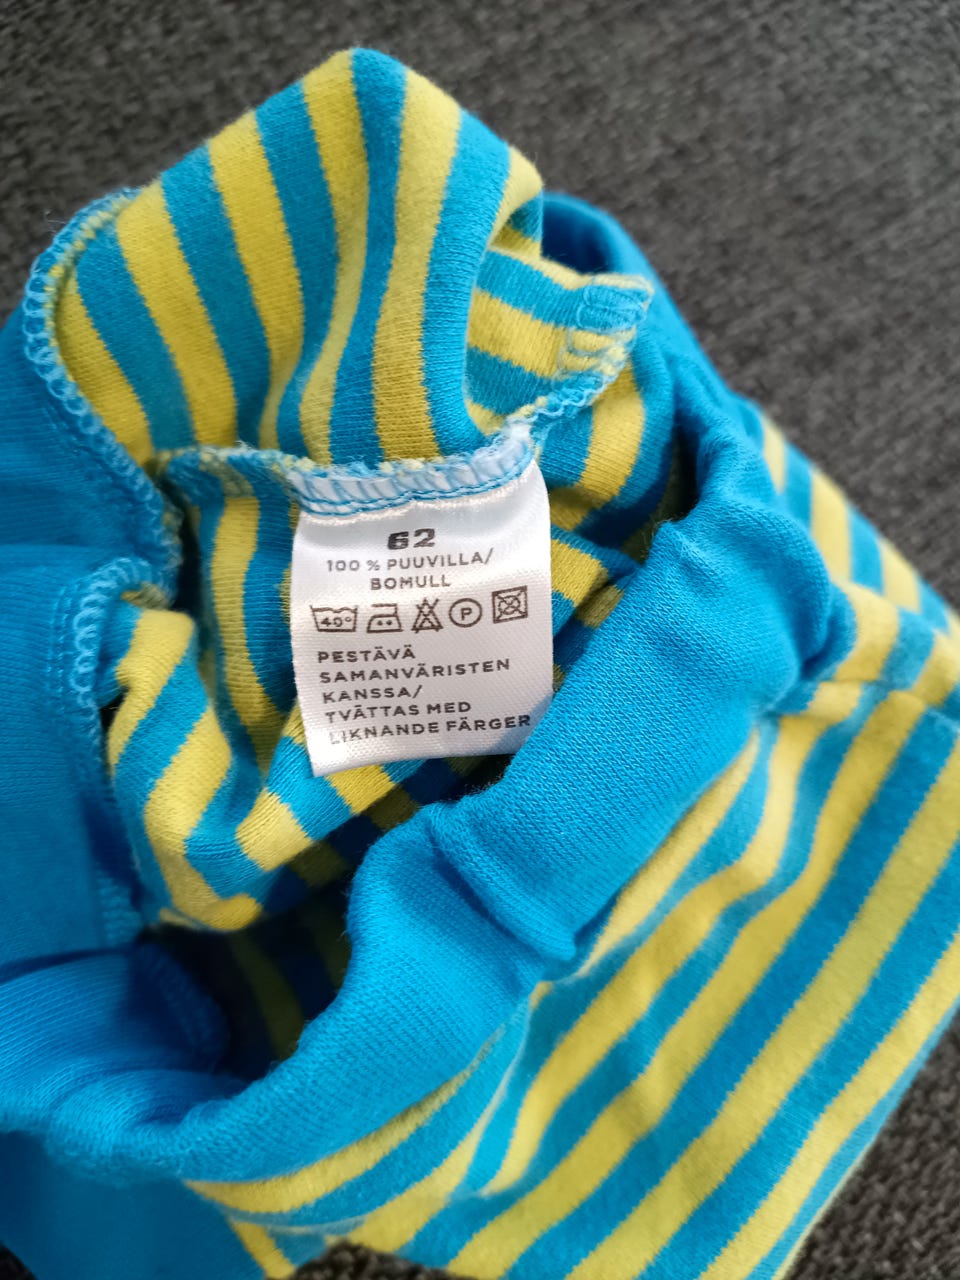 62
100 % PUUVILLA/
BOMULL
40° P
PESTÄVÄ
SAMANVÄRISTEN
KANSSA/
TVÄTTAS MED
LIKNANDE FÄRGER